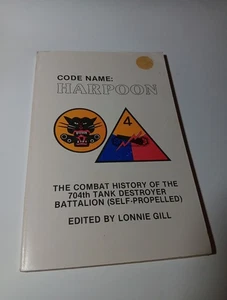 CODE NAME:
HARPOON
4
THE COMBAT HISTORY OF THE
704th TANK DESTROYER
BATTALION (SELF-PROPELLED)
EDITED BY LONNIE GILL